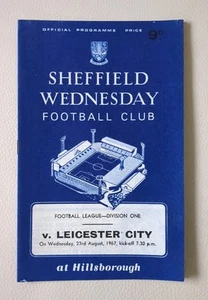 OFFICIAL PROGRAMME PRICE 9D
SHEFFIELD
WEDNESDAY
FOOTBALL CLUB
FOOTBALL LEAGUE—DIVISION ONE
v. LEICESTER CITY
On Wednesday, 23rd August, 1967, kick-off 7.30 p.m.
at Hillsborough